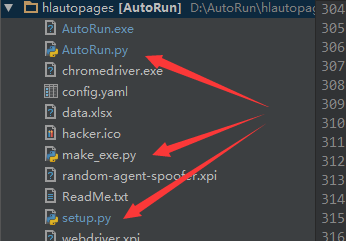 hlautopages [AutoRun] D:\AutoRun\hlautopages
AutoRun.exe
AutoRun.py
chromedriver.exe
config.yaml
data.xlsx
hacker.ico
make_exe.py
random-agent-spoofer.xpi
ReadMe.txt
setup.py
webdriver.xpi
304
305
306
307
308
309
310
311
312
313
314
315
316